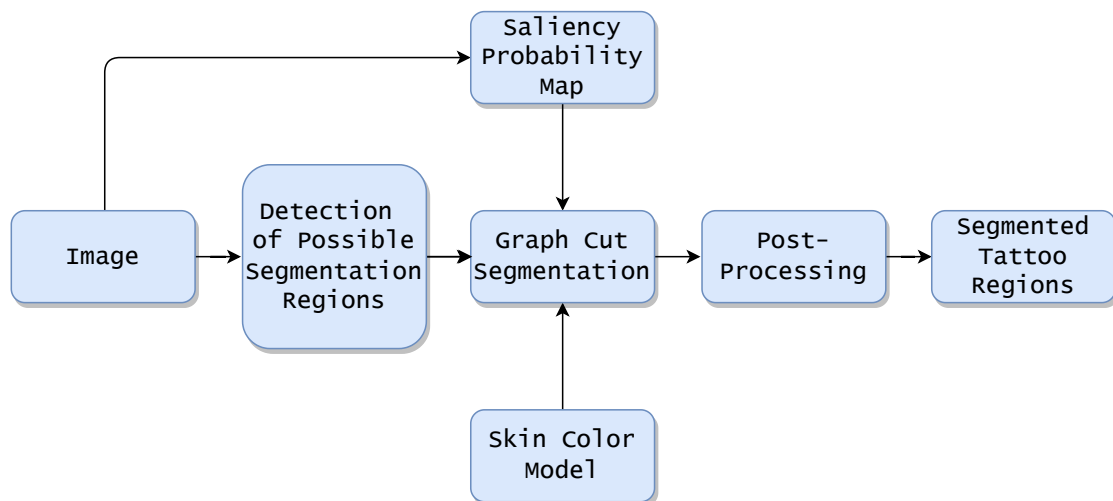 Saliency
Probability
Map
Image
Detection
of Possible
Segmentation
Regions
Graph Cut
Segmentation
Post-
Processing
Segmented
Tattoo
Regions
Skin Color
Model